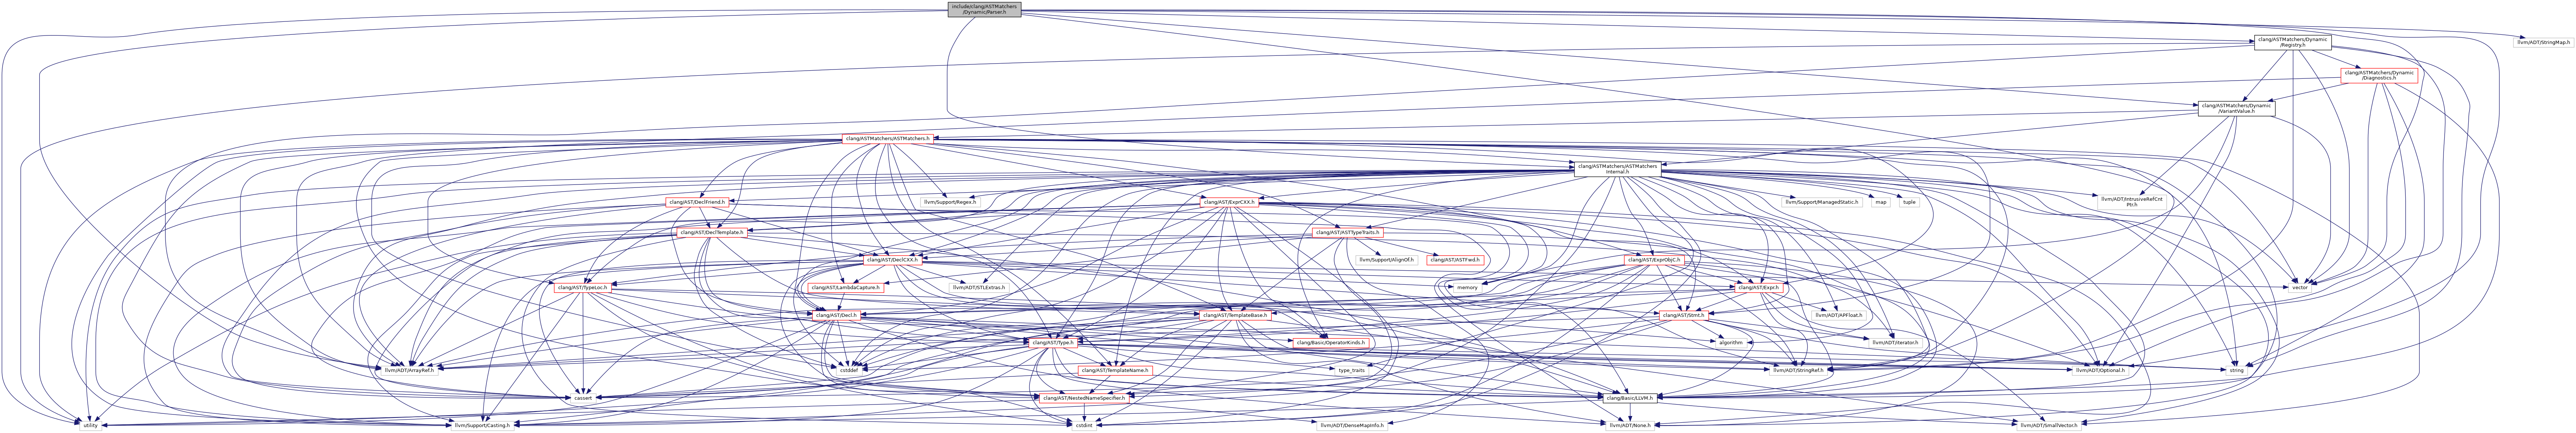 include/clang/ASTMatchers
/Dynamic/Parser.h
clang/ASTMatchers/Dynamic
/Registry.h
llvm/ADT/StringMap.h
clang/ASTMatchers/Dynamic
/Diagnostics.h
clang/ASTMatchers/Dynamic
/VariantValue.h
clang/ASTMatchers/ASTMatchers.h
clang/ASTMatchers/ASTMatchers
Internal.h
clang/AST/DeclFriend.h
llvm/Support/Regex.h
clang/AST/ExprCXX.h
llvm/Support/ManagedStatic.h
map
tuple
llvm/ADT/IntrusiveRefCnt
Ptr.h
clang/AST/DeclTemplate.h
clang/AST/ASTTypeTraits.h
clang/AST/DeclCXX.h
llvm/Support/AlignOf.h
clang/AST/ASTFwd.h
clang/AST/ExprObjC.h
clang/AST/TypeLoc.h
clang/AST/LambdaCapture.h
llvm/ADT/STLExtras.h
memory
clang/AST/Expr.h
vector
clang/AST/Decl.h
clang/AST/TemplateBase.h
clang/AST/Stmt.h
llvm/ADT/APFloat.h
clang/AST/Type.h
clang/Basic/OperatorKinds.h
algorithm
llvm/ADT/iterator.h
llvm/ADT/ArrayRef.h
cstddef
clang/AST/TemplateName.h
type_traits
llvm/ADT/StringRef.h
llvm/ADT/Optional.h
string
cassert
clang/AST/NestedNameSpecifier.h
clang/Basic/LLVM.h
utility
llvm/Support/Casting.h
cstdint
llvm/ADT/DenseMapInfo.h
llvm/ADT/None.h
llvm/ADT/SmallVector.h